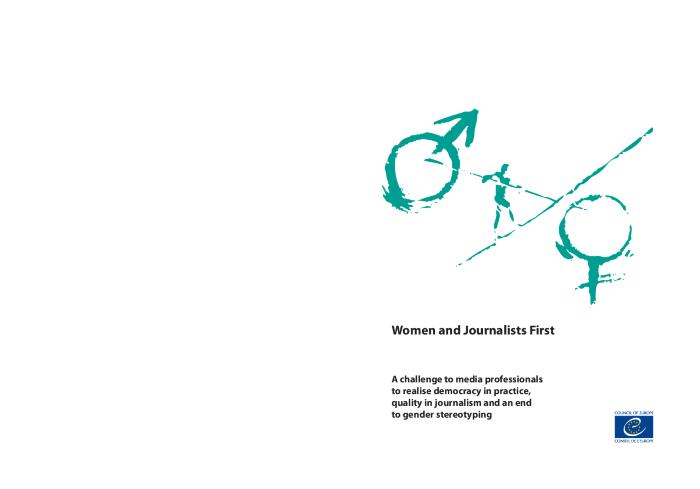 Women and Journalists First
A challenge to media professionals
to realise democracy in practice,
quality in journalism and an end
to gender stereotyping
COUNCIL OF EUROPE
CONSEIL DE L'EUROPE